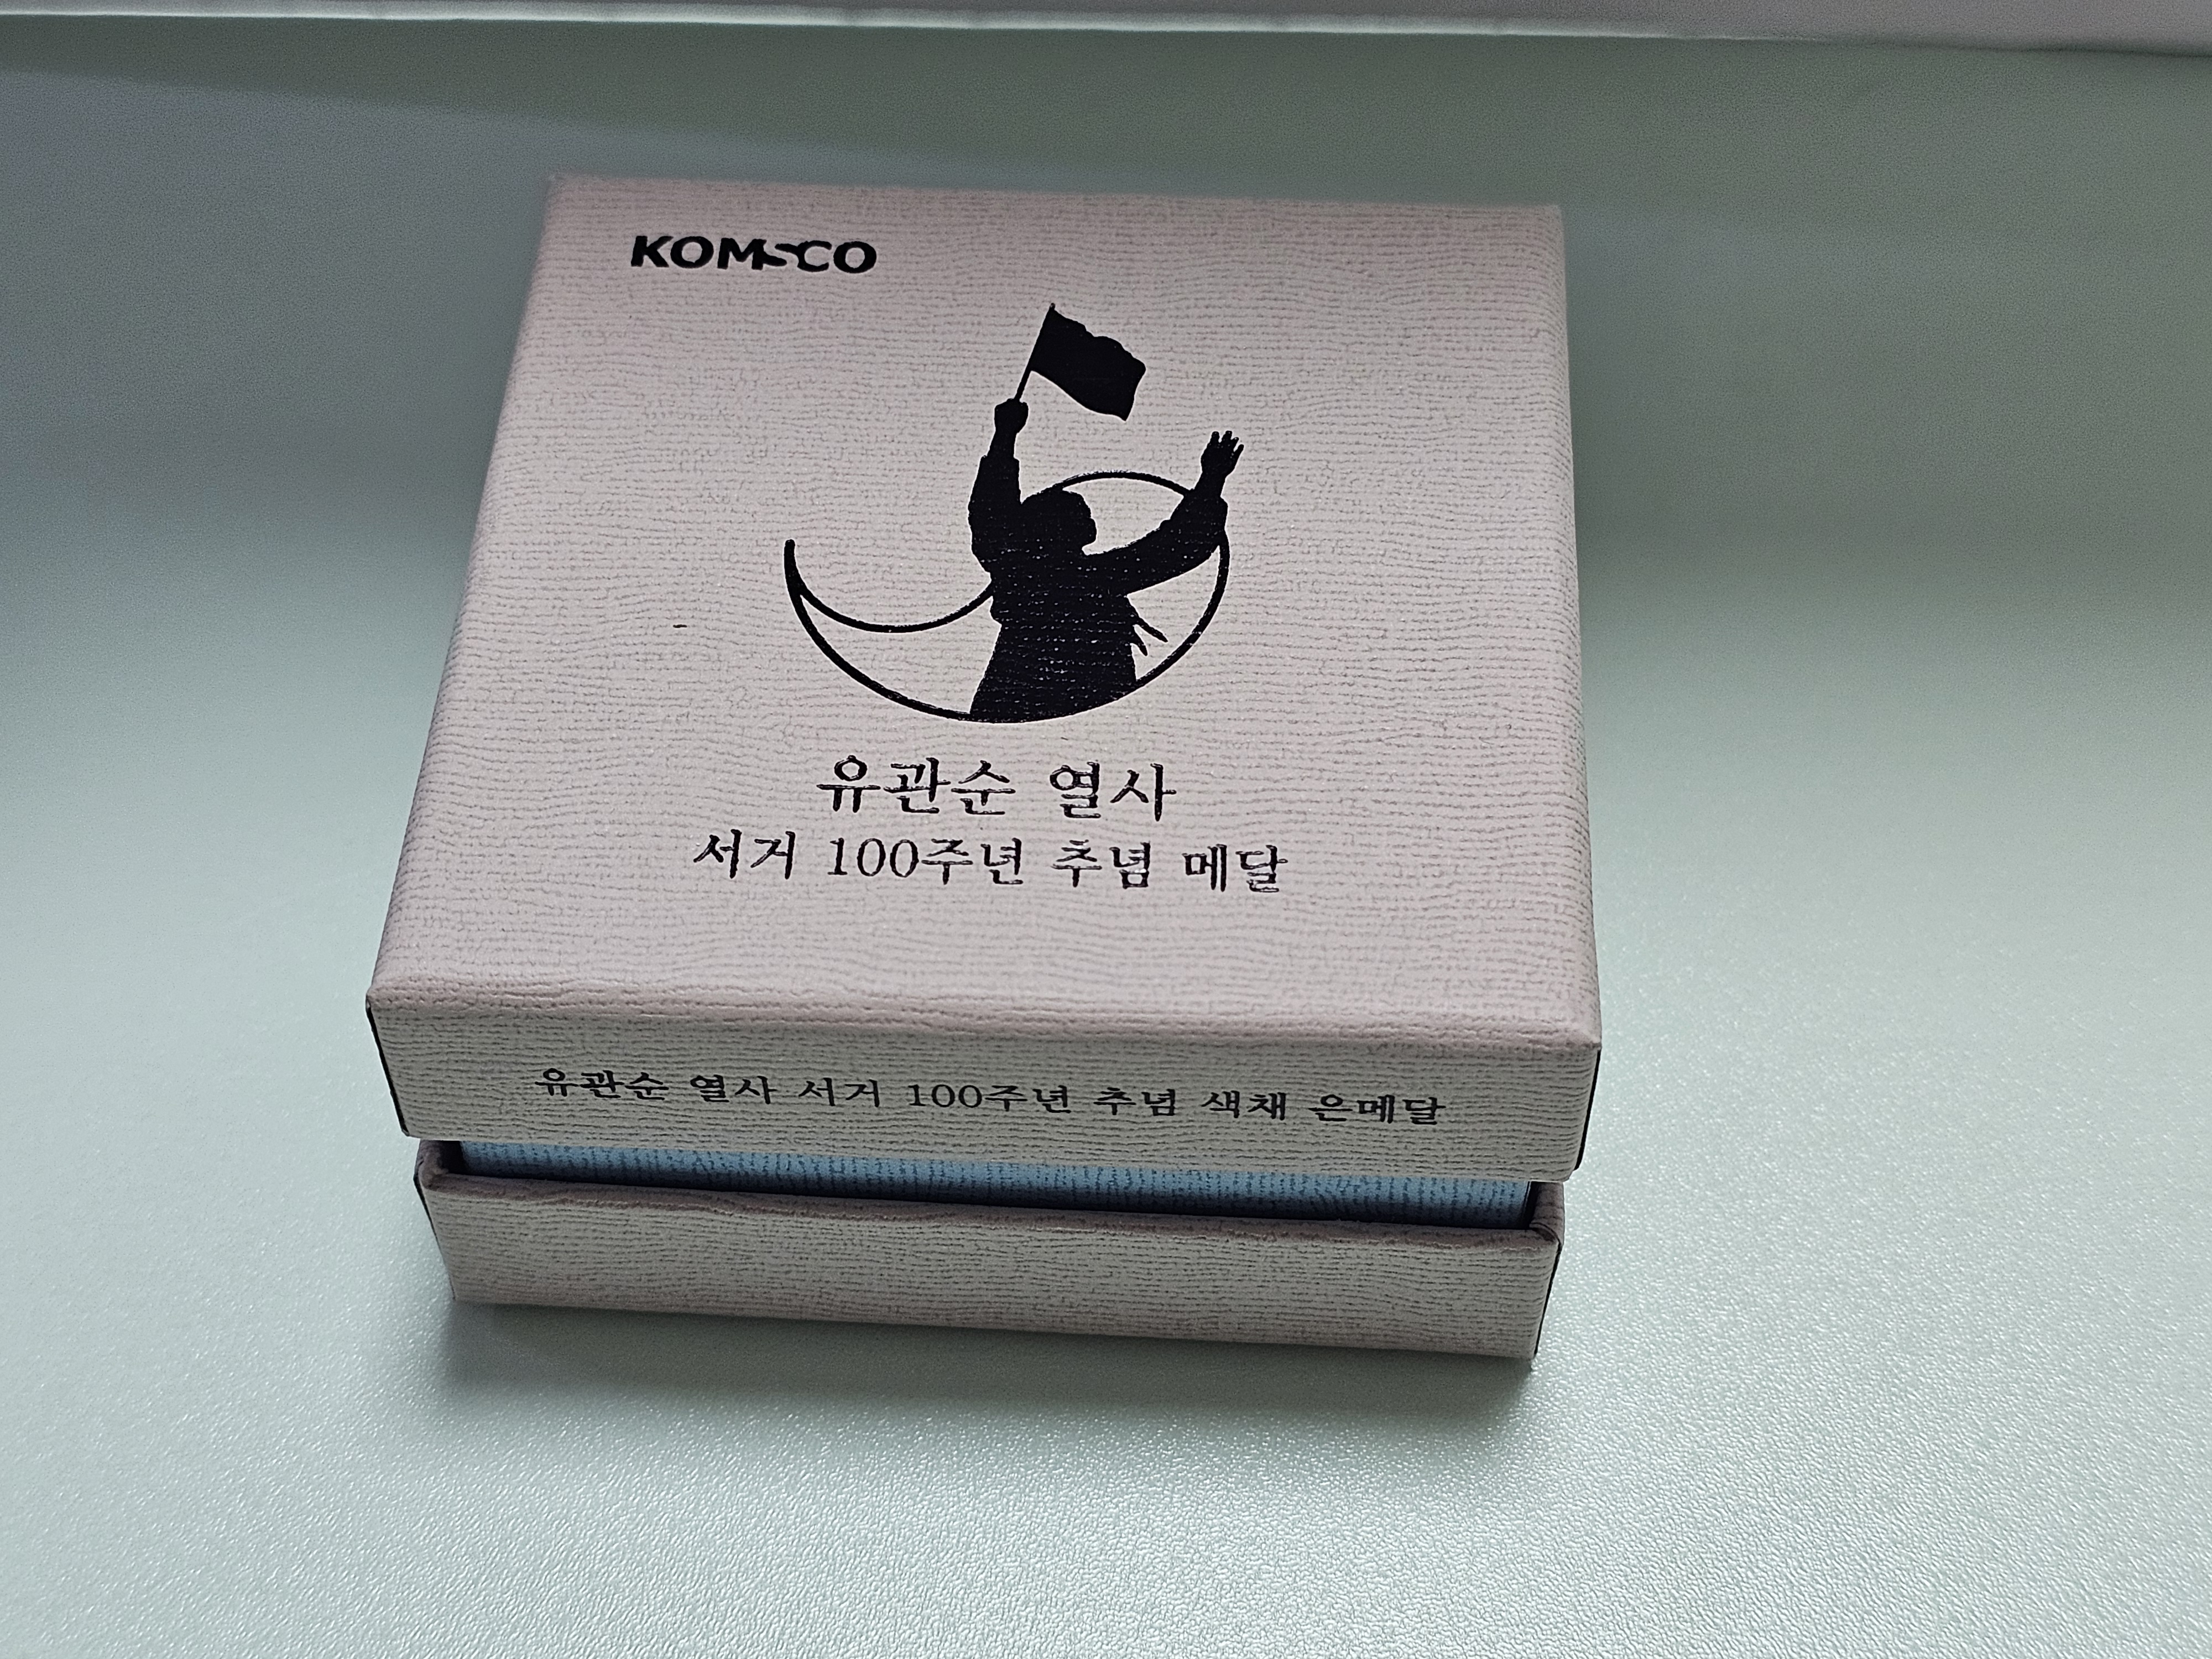 KOMSCO
유관순 열사
서거 100주년 추념 메달
유관순 열사 서거 100주년 추념 색채 은메달